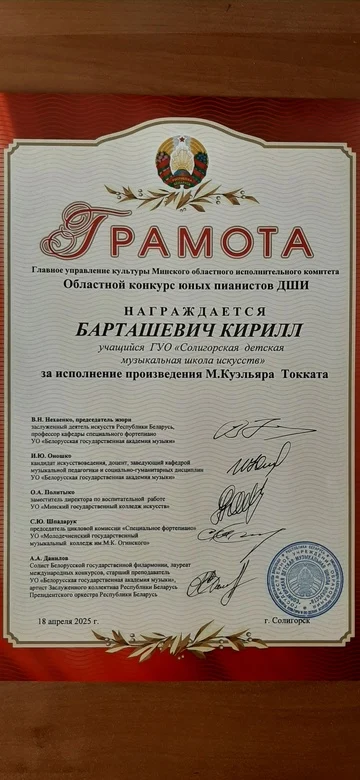 ГРАМОТА
Главное управление культуры Минского областного исполнительного комитета
Областной конкурс юных пианистов ДШИ
НАГРАЖДАЕТСЯ
БАРТАШЕВИЧ КИРИЛЛ
учащийся ГУО «Солигорская детская
музыкальная школа искусств»
за исполнение произведения М.Куэльяра Токката
В.Н. Нехаенко, председатель жюри
заслуженный деятель искусств Республики Беларусь,
профессор кафедры специального фортепиано
УО «Белорусская государственная академия музыки»
Н.Ю. Оношко
кандидат искусствоведения, доцент, заведующий кафедрой
музыкальной педагогики и социально-гуманитарных дисциплин
УО «Белорусская государственная академия музыки»
О.А. Политыко
заместитель директора по воспитательной работе
УО «Минский государственный колледж искусств»
С.Ю. Шкодарук
председатель цикловой комиссии «Специальное фортепиано»
УО «Молодечненский государственный
музыкальный колледж им.М.К. Огинского»
А.А. Данилов
Солист Белорусской государственной филармонии, лауреат
международных конкурсов, старший преподаватель
УО «Белорусская государственная академия музыки»,
артист Заслуженного коллектива Республики Беларусь
Президентского оркестра Республики Беларусь
18 апреля 2025 г.
г. Солигорск